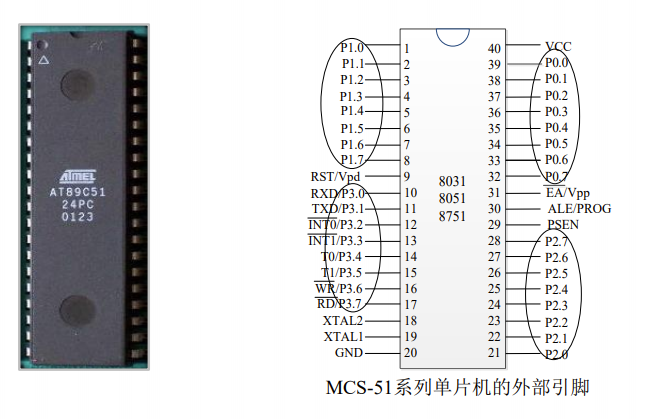 ATMEL
AT89C51
24PC
0123
P1.0 1 40 VCC
P1.1 2 39 P0.0
P1.2 3 38 P0.1
P1.3 4 37 P0.2
P1.4 5 36 P0.3
P1.5 6 35 P0.4
P1.6 7 34 P0.5
P1.7 8 33 P0.6
RST/Vpd 9 32 P0.7
RXD/P3.0 10 31 EA/Vpp
TXD/P3.1 11 30 ALE/PROG
INT0/P3.2 12 29 PSEN
INT1/P3.3 13 28 P2.7
T0/P3.4 14 27 P2.6
T1/P3.5 15 26 P2.5
WR/P3.6 16 25 P2.4
RD/P3.7 17 24 P2.3
XTAL2 18 23 P2.2
XTAL1 19 22 P2.1
GND 20 21 P2.0
8031
8051
8751
MCS-51系列单片机的外部引脚